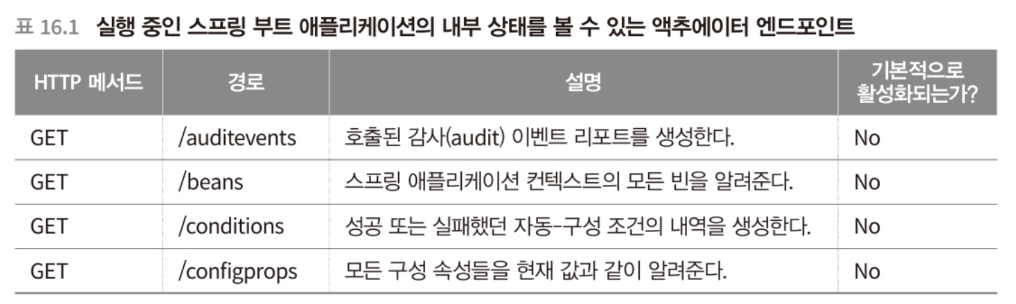 표 16.1 실행 중인 스프링 부트 애플리케이션의 내부 상태를 볼 수 있는 액추에이터 엔드포인트
HTTP 메서드 경로 설명 기본적으로 활성화되는가?
GET /auditevents 호출된 감사(audit) 이벤트 리포트를 생성한다. No
GET /beans 스프링 애플리케이션 컨텍스트의 모든 빈을 알려준다. No
GET /conditions 성공 또는 실패했던 자동-구성 조건의 내역을 생성한다. No
GET /configprops 모든 구성 속성들을 현재 값과 같이 알려준다. No